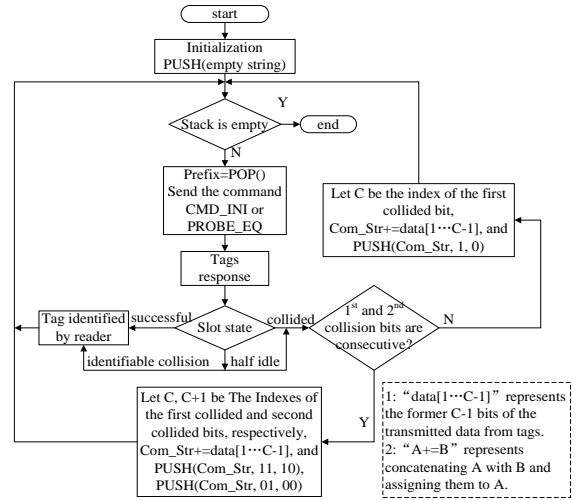 start
Initialization
PUSH(empty string)
Y
Stack is empty
end
N
Prefix=POP()
Send the command
CMD_INI or
PROBE_EQ
Let C be the index of the first
collided bit,
Com_Str+=data[1···C-1], and
PUSH(Com_Str, 1, 0)
Tags
response
Tag identified
by reader
successful
Slot state
collided
1st and 2nd
collision bits are
consecutive?
N
identifiable collision
half idle
Let C, C+1 be The Indexes of
the first collided and second
collided bits, respectively,
Com_Str+=data[1···C-1], and
PUSH(Com_Str, 11, 10),
PUSH(Com_Str, 01, 00)
Y
1: “data[1···C-1]” represents
the former C-1 bits of the
transmitted data from tags.
2: “A+=B” represents
concatenating A with B and
assigning them to A.